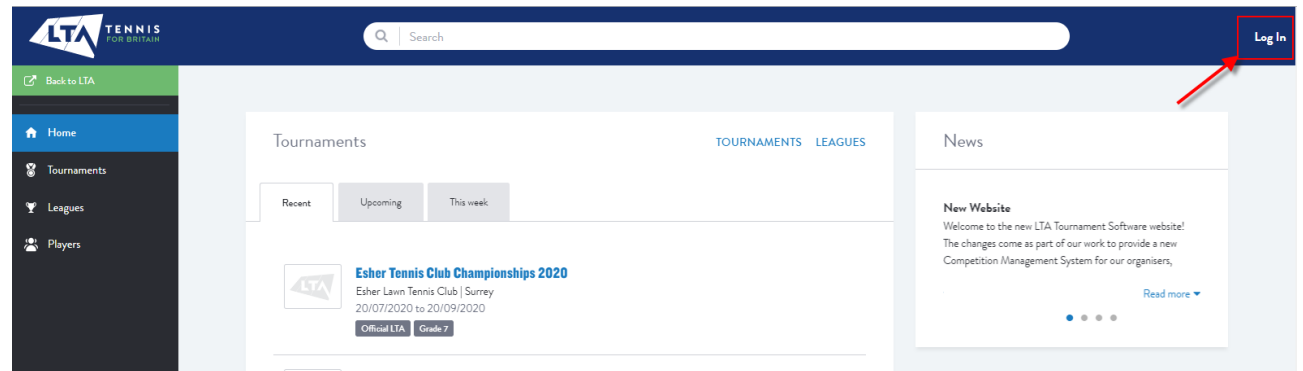 LTA TENNIS
FOR BRITAIN
Search
Log In
Back to LTA
Home
Tournaments
Leagues
Players
Tournaments
TOURNAMENTS LEAGUES
Recent Upcoming This week
LTA
Esher Tennis Club Championships 2020
Esher Lawn Tennis Club | Surrey
20/07/2020 to 20/09/2020
Official LTA Grade 7
News
New Website
Welcome to the new LTA Tournament Software website!
The changes come as part of our work to provide a new
Competition Management System for our organisers,
Read more